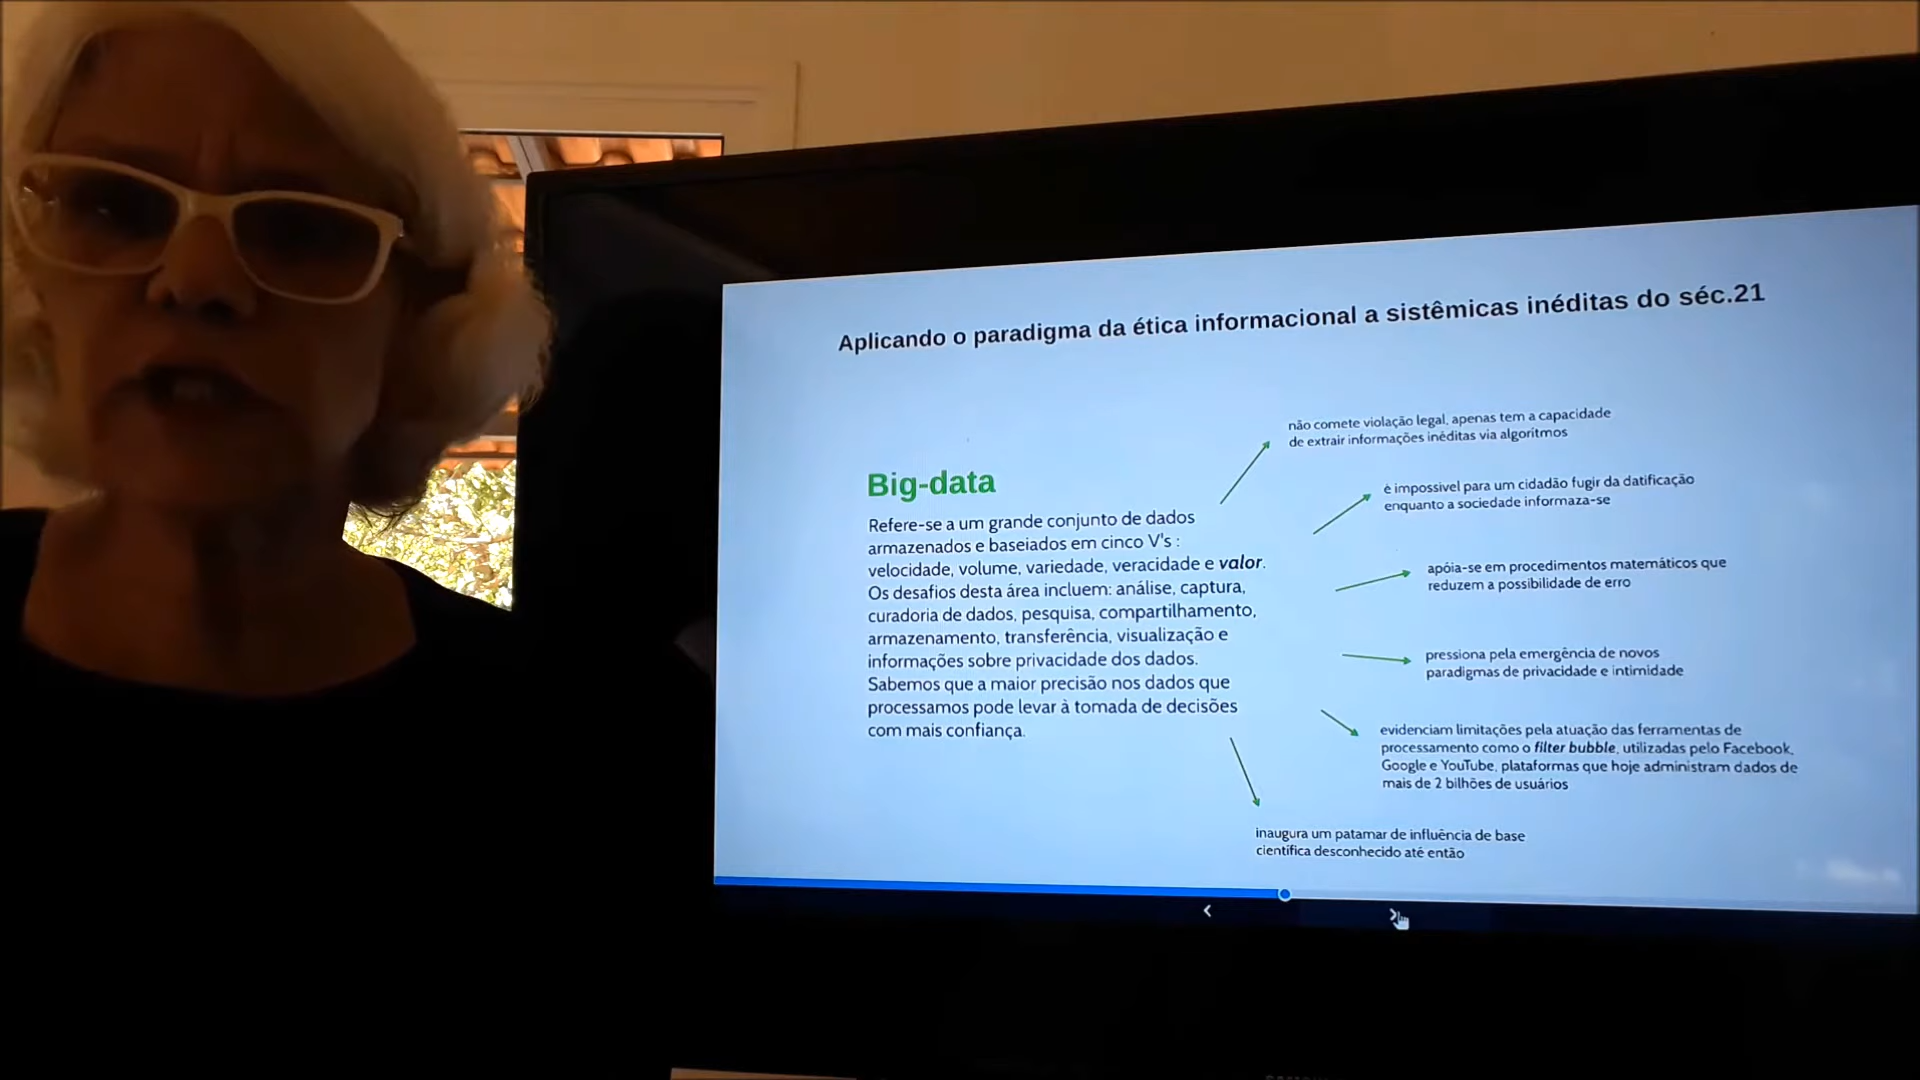 Aplicando o paradigma da ética informacional a sistêmicas inéditas do séc.21
Big-data
Refere-se a um grande conjunto de dados
armazenados e baseiados em cinco V's :
velocidade, volume, variedade, veracidade e valor.
Os desafios desta área incluem: análise, captura,
curadoria de dados, pesquisa, compartilhamento,
armazenamento, transferência, visualização e
informações sobre privacidade dos dados.
Sabemos que a maior precisão nos dados que
processamos pode levar à tomada de decisões
com mais confiança.
não comete violação legal, apenas tem a capacidade
de extrair informações inéditas via algoritmos
é impossivel para um cidadão fugir da datificação
enquanto a sociedade informaza-se
apóia-se em procedimentos matemáticos que
reduzem a possibilidade de erro
pressiona pela emergência de novos
paradigmas de privacidade e intimidade
evidenciam limitações pela atuação das ferramentas de
processamento como o filter bubble, utilizadas pelo Facebook,
Google e YouTube, plataformas que hoje administram dados de
mais de 2 bilhões de usuários
inaugura um patamar de influência de base
científica desconhecido até então